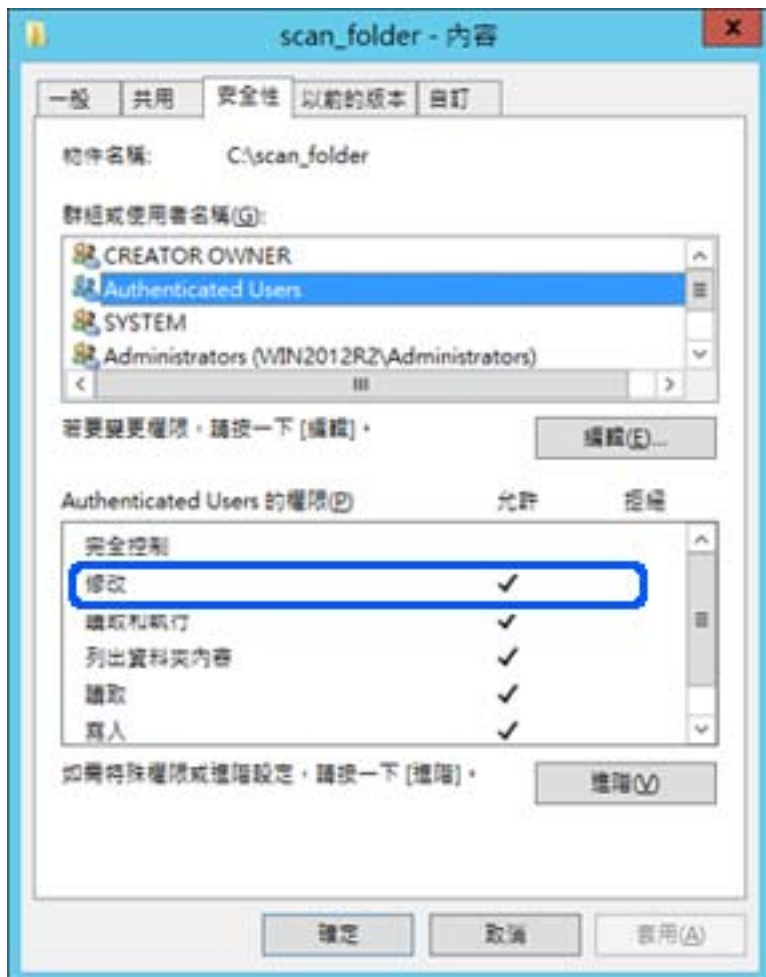 scan_folder - 內容
一般 共用 安全性 以前的版本 自訂
物件名稱: C:\scan_folder
群組或使用者名稱(G):
CREATOR OWNER
Authenticated Users
SYSTEM
Administrators (WIN2012R2\Administrators)
若要變更權限，請按一下 [編輯]。 編輯(E)...
Authenticated Users 的權限(P) 允許 拒絕
完全控制
修改
讀取和執行
列出資料夾內容
讀取
寫入
如需特殊權限或進階設定，請按一下 [進階]。 進階(V)
確定 取消 套用(A)